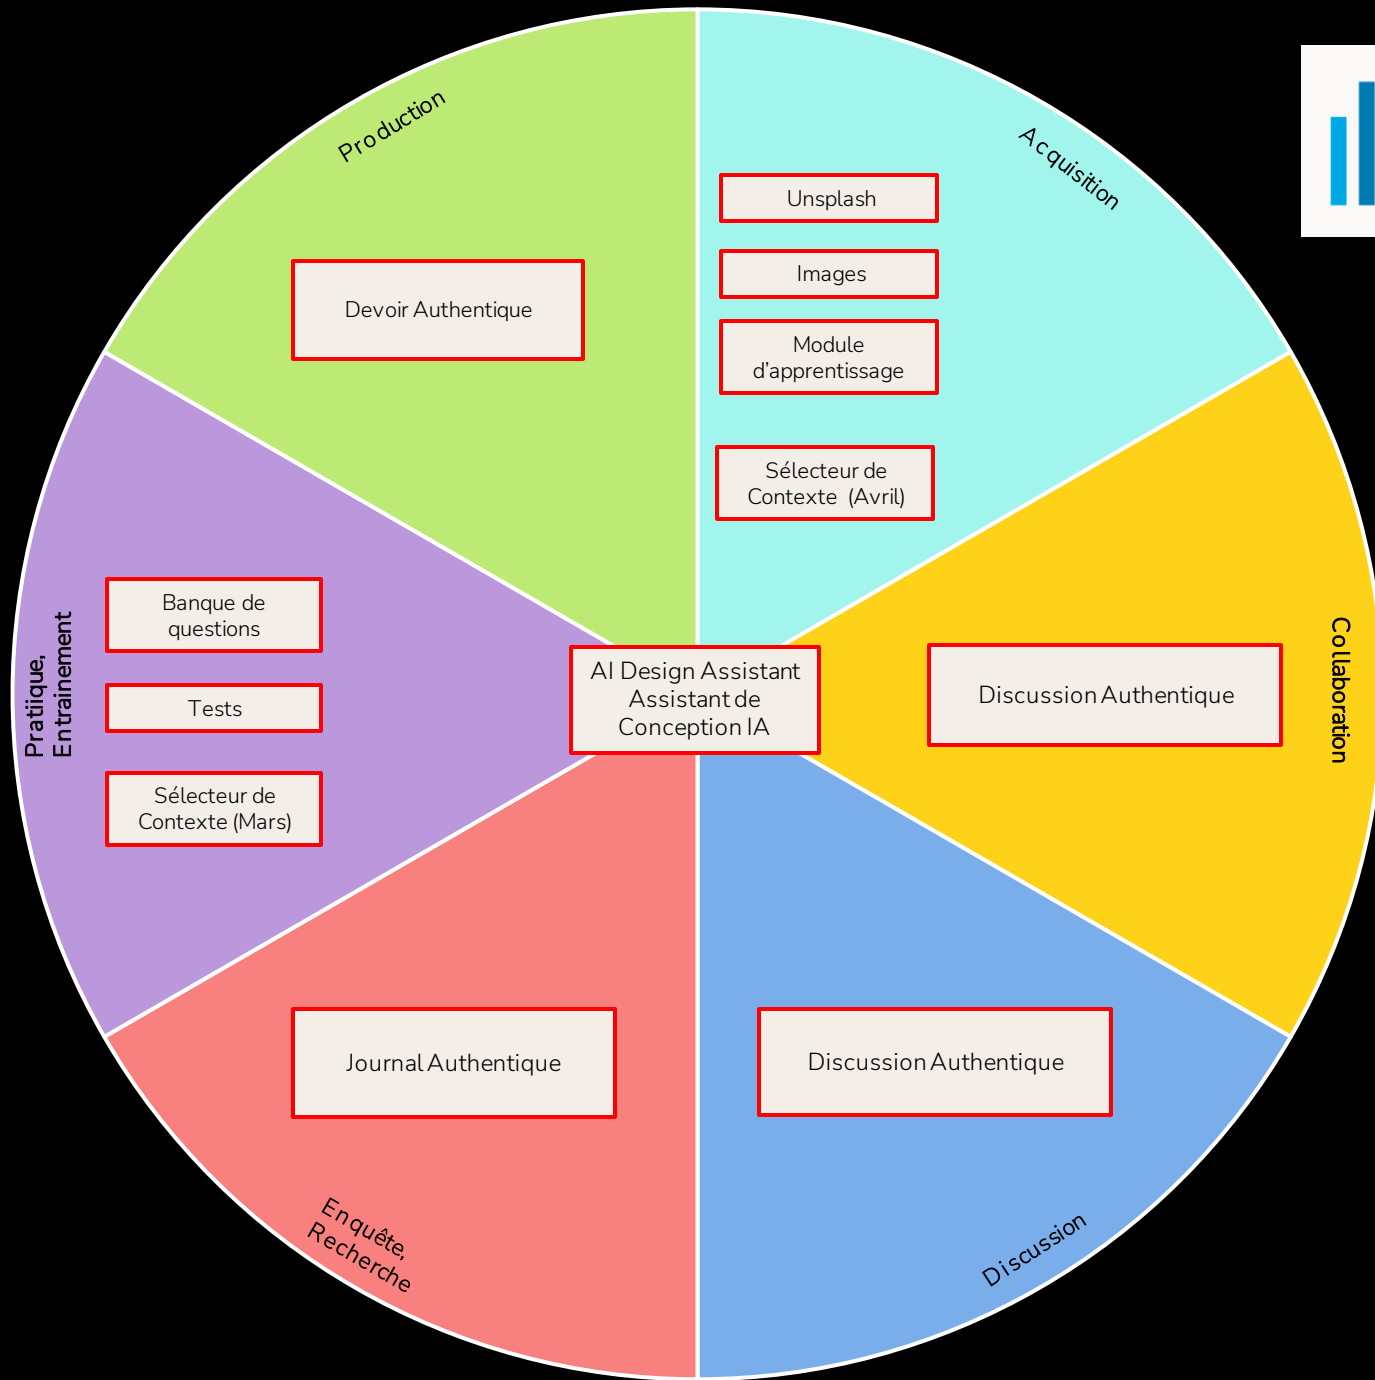 Production
Acquisition
Unsplash
Images
Module
d’apprentissage
Sélecteur de
Contexte (Avril)
Devoir Authentique
Pratiique,
Entrainement
Banque de
questions
Tests
Sélecteur de
Contexte (Mars)
AI Design Assistant
Assistant de
Conception IA
Discussion Authentique
Collaboration
Journal Authentique
Discussion Authentique
Enquête,
Recherche
Discussion